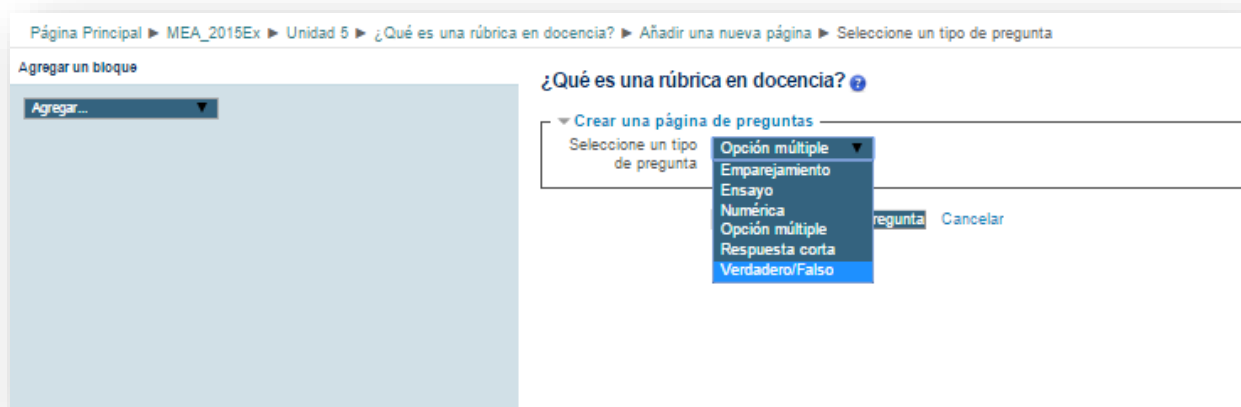 Página Principal ► MEA_2015Ex ► Unidad 5 ► ¿Qué es una rúbrica en docencia? ► Añadir una nueva página ► Seleccione un tipo de pregunta
Agregar un bloque
Agregar... ▼
¿Qué es una rúbrica en docencia?
Crear una página de preguntas
Seleccione un tipo
de pregunta
Opción múltiple ▼
Emparejamiento
Ensayo
Numérica
Opción múltiple
Respuesta corta
Verdadero/Falso
regunta Cancelar